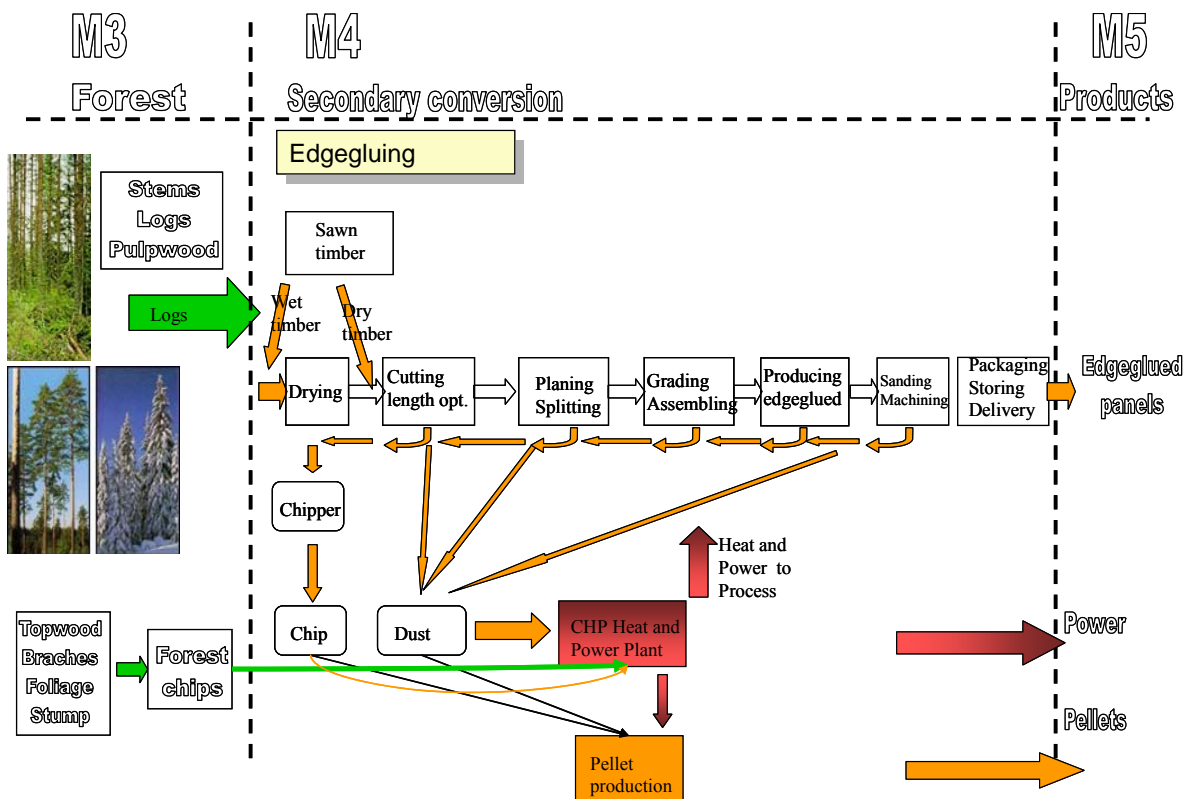 M3
M4
M5
Forest
Secondary conversion
Products
Edgegluing
Stems
Logs
Pulpwood
Sawn
timber
Logs
Wet
timber
Dry
timber
Drying
Cutting
length opt.
Planing
Splitting
Grading
Assembling
Producing
edgeglued
Sanding
Machining
Packaging
Storing
Delivery
Edgeglued
panels
Chipper
Heat and
Power to
Process
Chip
Dust
CHP Heat and
Power Plant
Topwood
Braches
Foliage
Stump
Forest
chips
Power
Pellets
Pellet
production